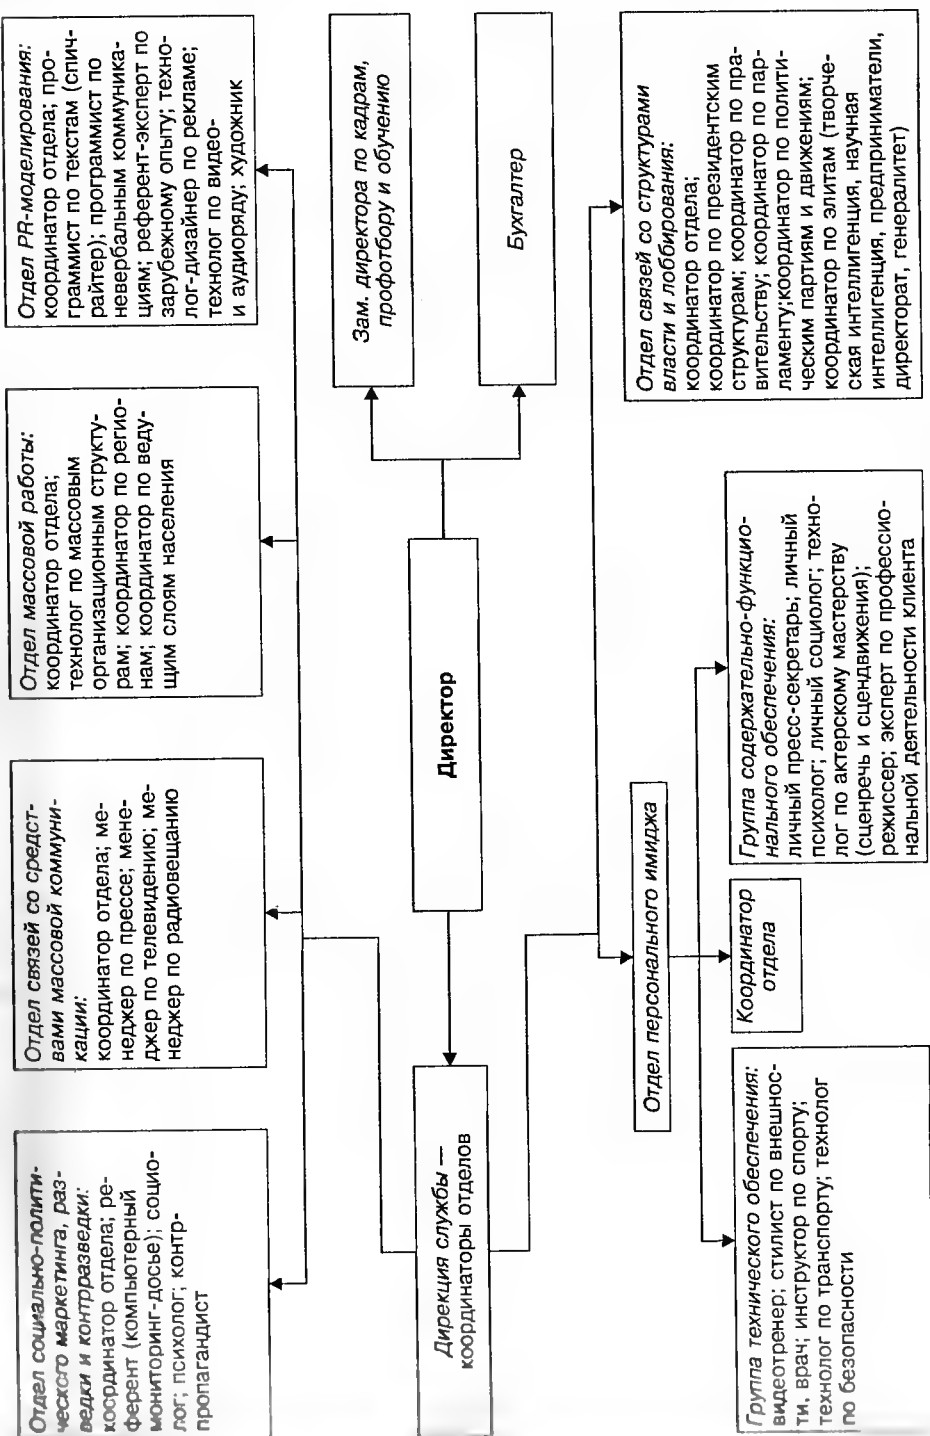 Отдел социально-полити-
ческого маркетинга, раз-
ведки и контрразведки:
координатор отдела; ре-
ферент (компьютерный
мониторинг-досье); социо-
лог; психолог; контр-
пропагандист
Отдел связей со средст-
вами массовой коммуни-
кации:
координатор отдела; ме-
неджер по прессе; мене-
джер по телевидению; ме-
неджер по радиовещанию
Отдел массовой работы:
координатор отдела;
технолог по массовым
организационным структу-
рам; координатор по регио-
нам; координатор по веду-
щим слоям населения
Отдел PR-моделирования:
координатор отдела; про-
граммист по текстам (спич-
райтер); программист по
невербальным коммуника-
циям; референт-эксперт по
зарубежному опыту; техно-
лог-дизайнер по рекламе;
технолог по видео-
и аудиоряду; художник
Дирекция службы —
координаторы отделов
Директор
Зам. директора по кадрам,
профотбору и обучению
Бухгалтер
Отдел персонального имиджа
Отдел связей со структурами
власти и лоббирования:
координатор отдела;
координатор по президентским
структурам; координатор по пра-
вительству; координатор по пар-
ламенту;координатор по полити-
ческим партиям и движениям;
координатор по элитам (творче-
ская интеллигенция, научная
интеллигенция, предприниматели,
директорат, генералитет)
Группа технического обеспечения:
видеотренер; стилист по внешнос-
ти, врач; инструктор по спорту;
технолог по транспорту; технолог
по безопасности
Координатор
отдела
Группа содержательно-функцио-
нального обеспечения:
личный пресс-секретарь; личный
психолог; личный социолог; техно-
лог по актерскому мастерству
(сценречь и сцендвижения);
режиссер; эксперт по профессио-
нальной деятельности клиента